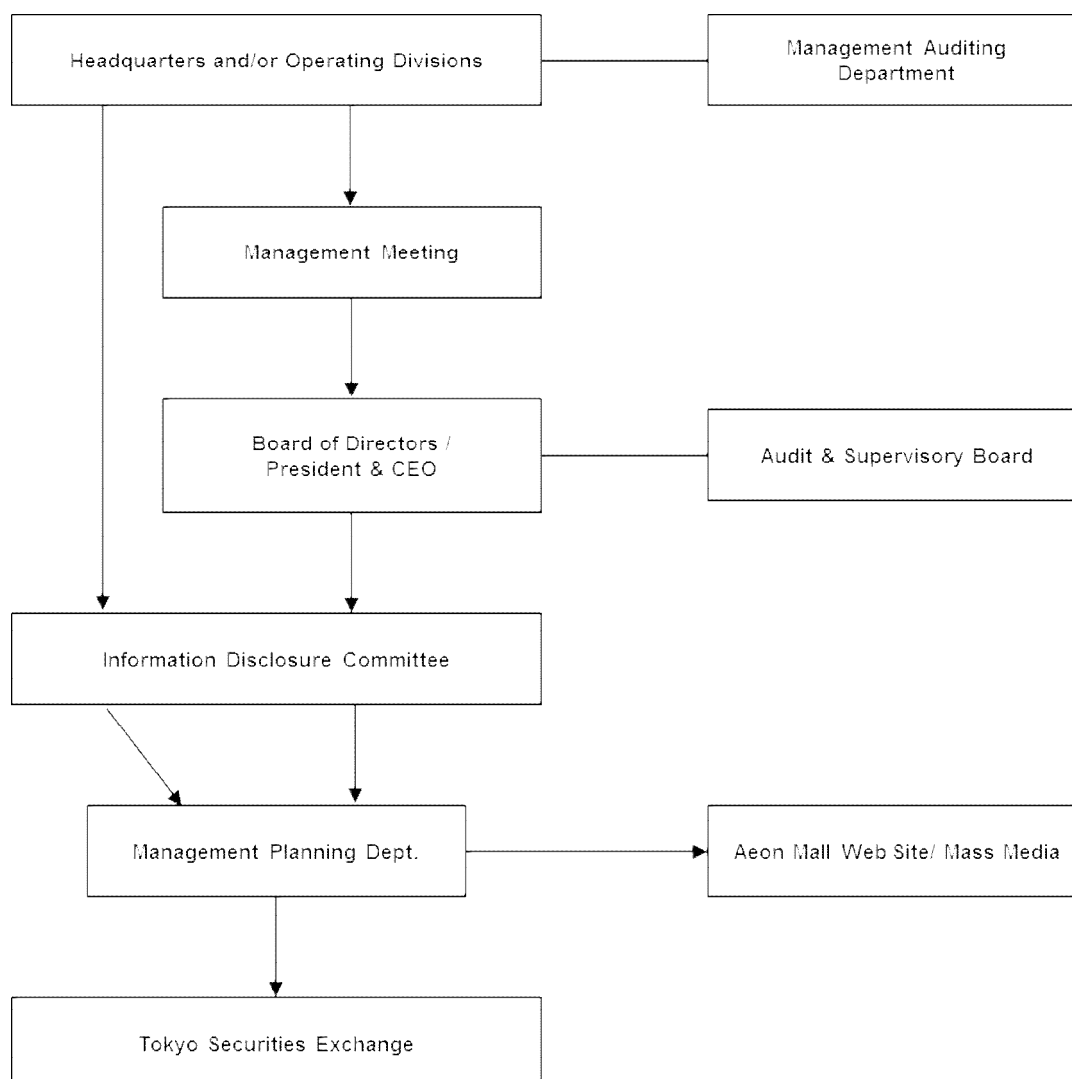 Headquarters and/or Operating Divisions
Management Auditing
Department
Management Meeting
Board of Directors /
President & CEO
Audit & Supervisory Board
Information Disclosure Committee
Management Planning Dept.
Aeon Mall Web Site/ Mass Media
Tokyo Securities Exchange